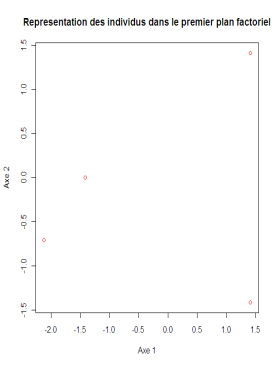 Representation des individus dans le premier plan factoriel
1.5
1.0
0.5
0.0
-0.5
-1.0
-1.5
Axe 2
-2.0 -1.5 -1.0 -0.5 0.0 0.5 1.0 1.5
Axe 1